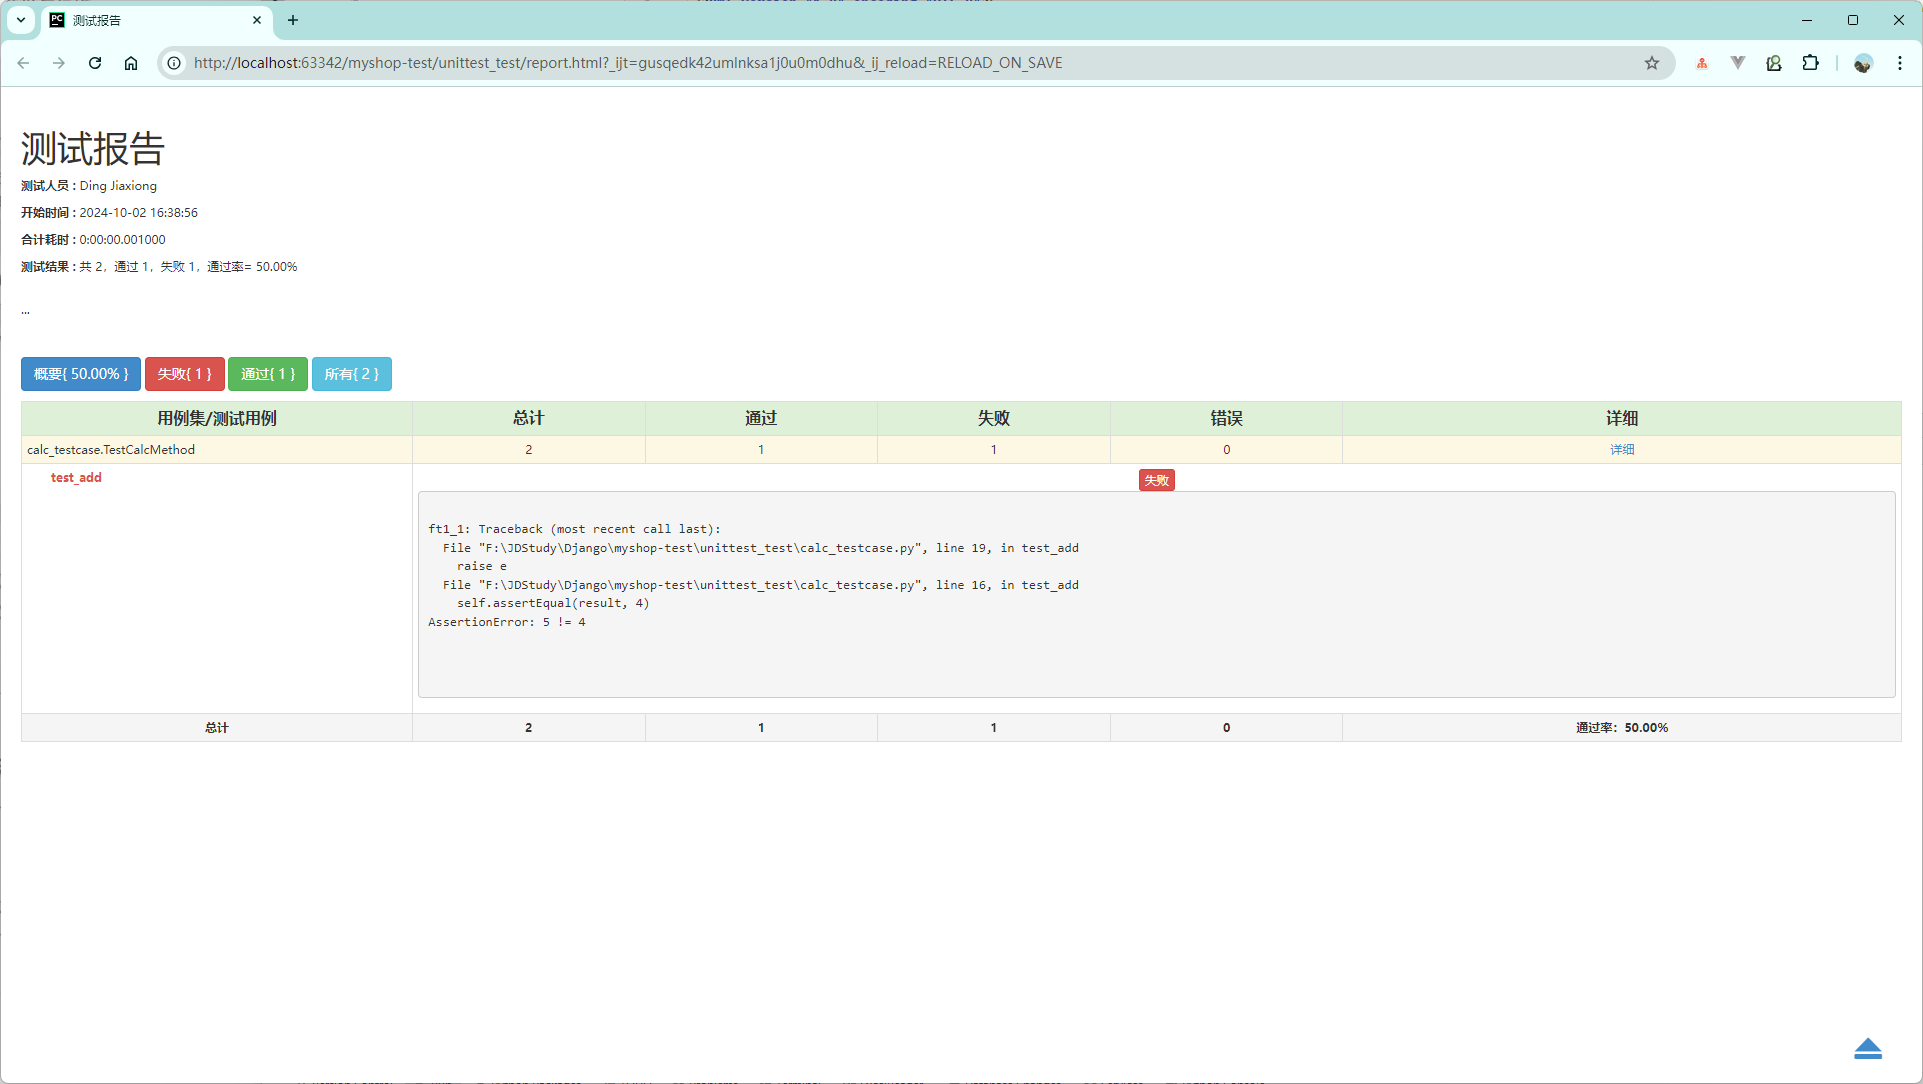 测试报告
http://localhost:63342/myshop-test/unittest_test/report.html?_ijt=gusqedk42umlnksa1j0u0m0dhu&_ij_reload=RELOAD_ON_SAVE
测试报告
测试人员 : Ding Jiaxiong
开始时间 : 2024-10-02 16:38:56
合计耗时 : 0:00:00.001000
测试结果 : 共 2，通过 1，失败 1，通过率= 50.00%
...
概要{ 50.00% } 失败{ 1 } 通过{ 1 } 所有{ 2 }
用例集/测试用例 总计 通过 失败 错误 详细
calc_testcase.TestCalcMethod 2 1 1 0 详细
test_add 失败
ft1_1: Traceback (most recent call last):
File "F:\JDStudy\Django\myshop-test\unittest_test\calc_testcase.py", line 19, in test_add
raise e
File "F:\JDStudy\Django\myshop-test\unittest_test\calc_testcase.py", line 16, in test_add
self.assertEqual(result, 4)
AssertionError: 5 != 4
总计 2 1 1 0 通过率：50.00%